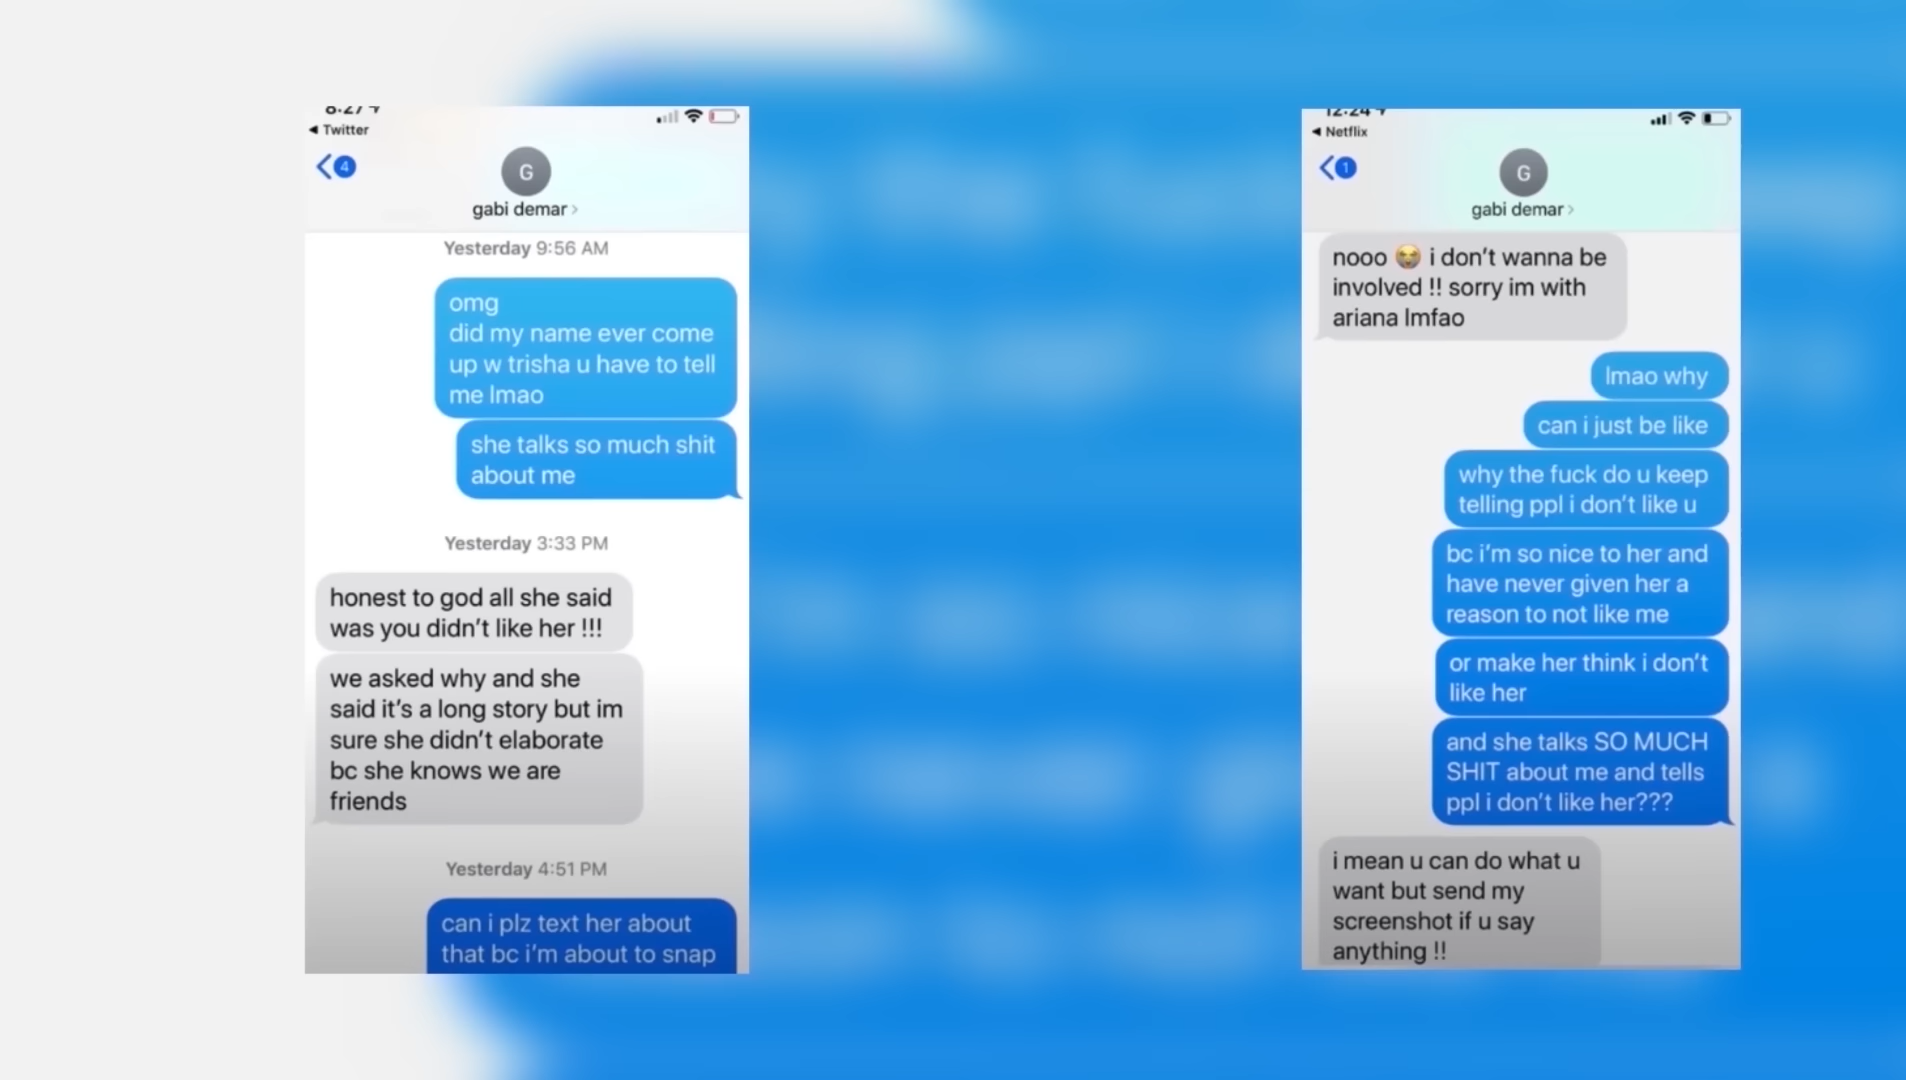 Twitter
4
G
gabi demar
Yesterday 9:56 AM
omg
did my name ever come
up w trisha u have to tell
me lmao
she talks so much shit
about me
Yesterday 3:33 PM
honest to god all she said
was you didn't like her !!!
we asked why and she
said it's a long story but im
sure she didn't elaborate
bc she knows we are
friends
Yesterday 4:51 PM
can i plz text her about
that bc i'm about to snap
12:24
Netflix
1
G
gabi demar
nooo 😭 i don't wanna be
involved !! sorry im with
ariana lmfao
lmao why
can i just be like
why the fuck do u keep
telling ppl i don't like u
bc i'm so nice to her and
have never given her a
reason to not like me
or make her think i don't
like her
and she talks SO MUCH
SHIT about me and tells
ppl i don't like her???
i mean u can do what u
want but send my
screenshot if u say
anything !!